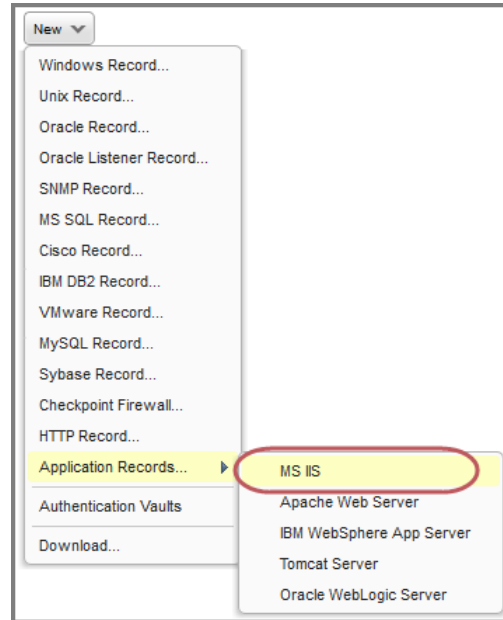 New
Windows Record...
Unix Record...
Oracle Record...
Oracle Listener Record...
SNMP Record...
MS SQL Record...
Cisco Record...
IBM DB2 Record...
VMware Record...
MySQL Record...
Sybase Record...
Checkpoint Firewall...
HTTP Record...
Application Records...
MS IIS
Apache Web Server
IBM WebSphere App Server
Tomcat Server
Oracle WebLogic Server
Authentication Vaults
Download...